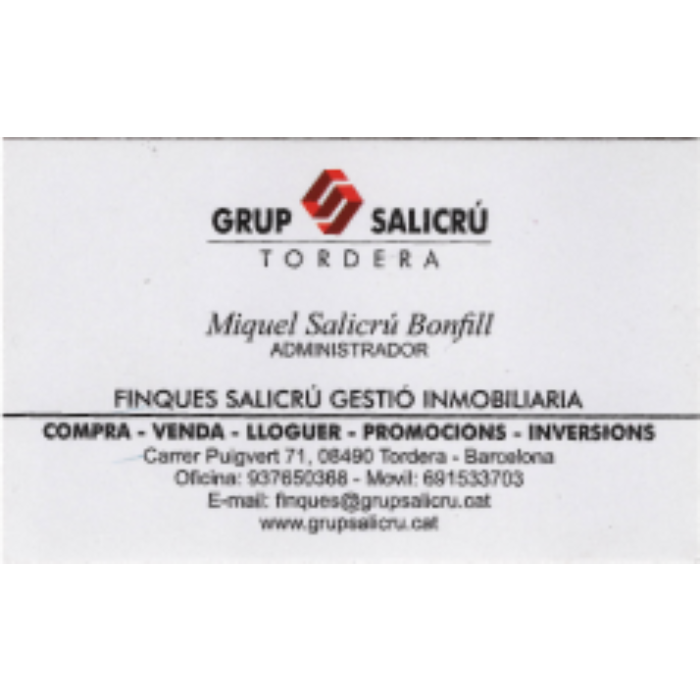 GRUP SALICRÚ
TORDERA
Miquel Salicrú Bonfill
ADMINISTRADOR
FINQUES SALICRÚ GESTIÓ INMOBILIARIA
COMPRA - VENDA - LLOGUER - PROMOCIONS - INVERSIONS
Carrer Puigvert 71, 08490 Tordera - Barcelona
Oficina: 937650368 - Movil: 691533703
E-mail: finques@grupsalicru.cat
www.grupsalicru.cat